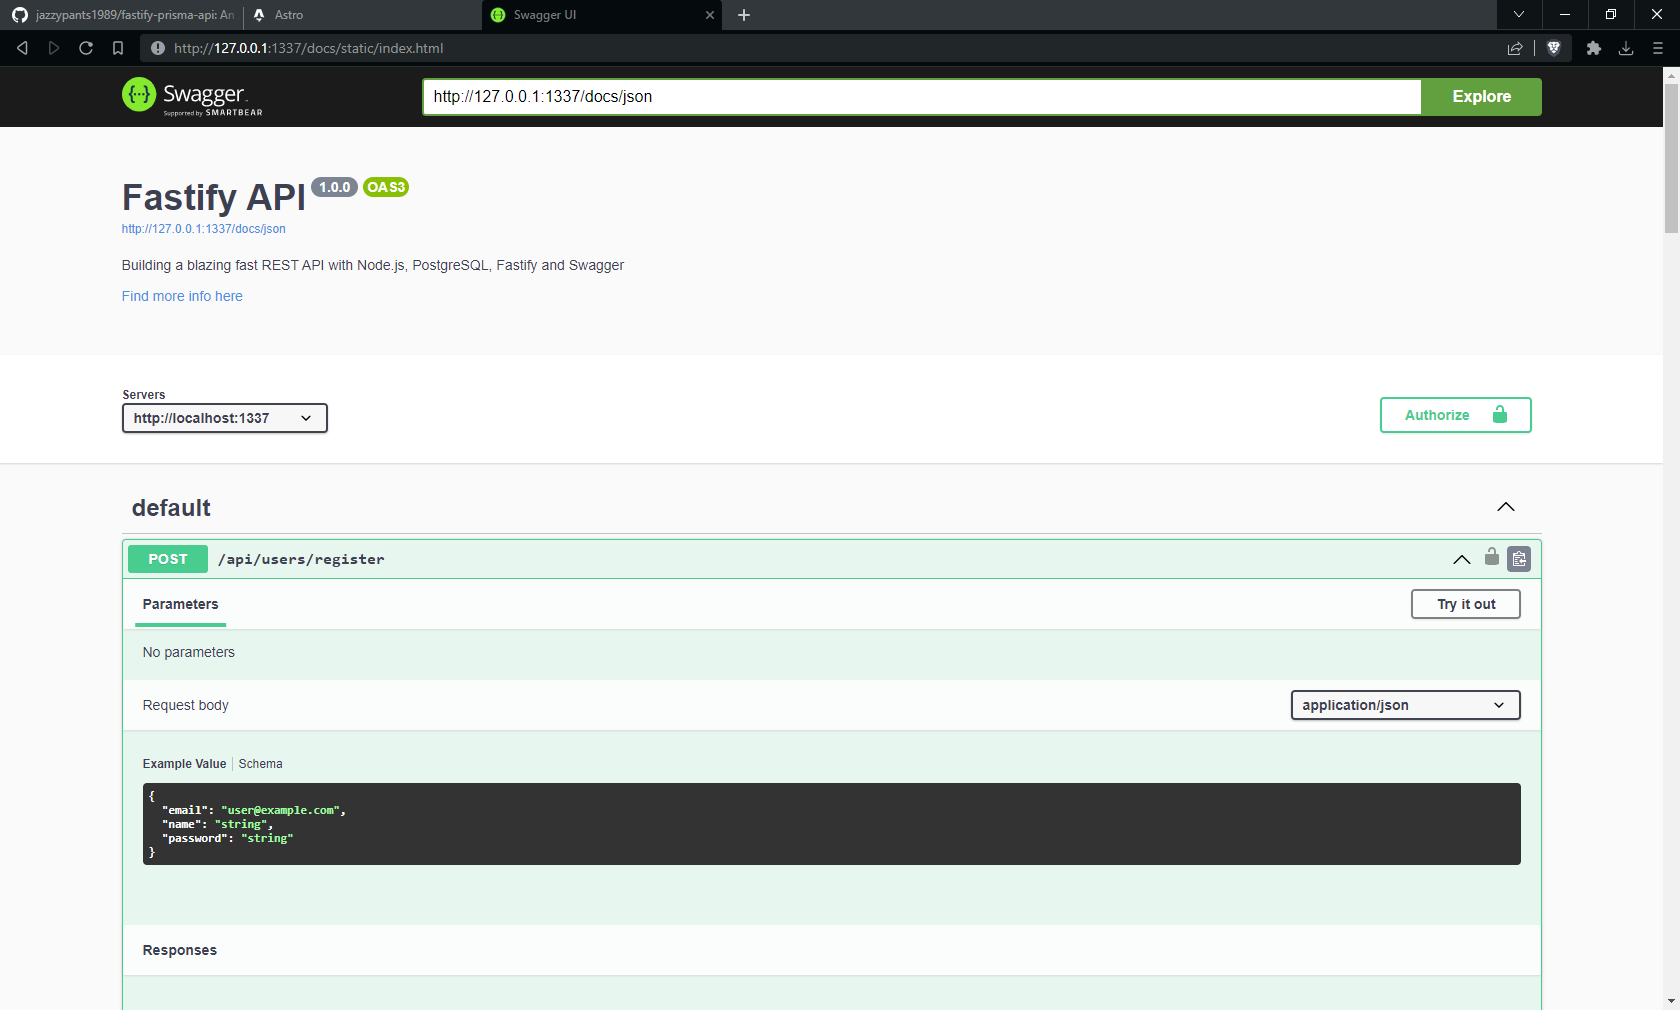 jazzypants1989/fastify-prisma-api: An
Astro
Swagger UI
http://127.0.0.1:1337/docs/static/index.html
Swagger
Supported by SMARTBEAR
http://127.0.0.1:1337/docs/json
Explore
Fastify API 1.0.0 OAS3
http://127.0.0.1:1337/docs/json
Building a blazing fast REST API with Node.js, PostgreSQL, Fastify and Swagger
Find more info here
Servers
http://localhost:1337
Authorize
default
POST /api/users/register
Parameters
Try it out
No parameters
Request body
application/json
Example Value | Schema
{
"email": "user@example.com",
"name": "string",
"password": "string"
}
Responses